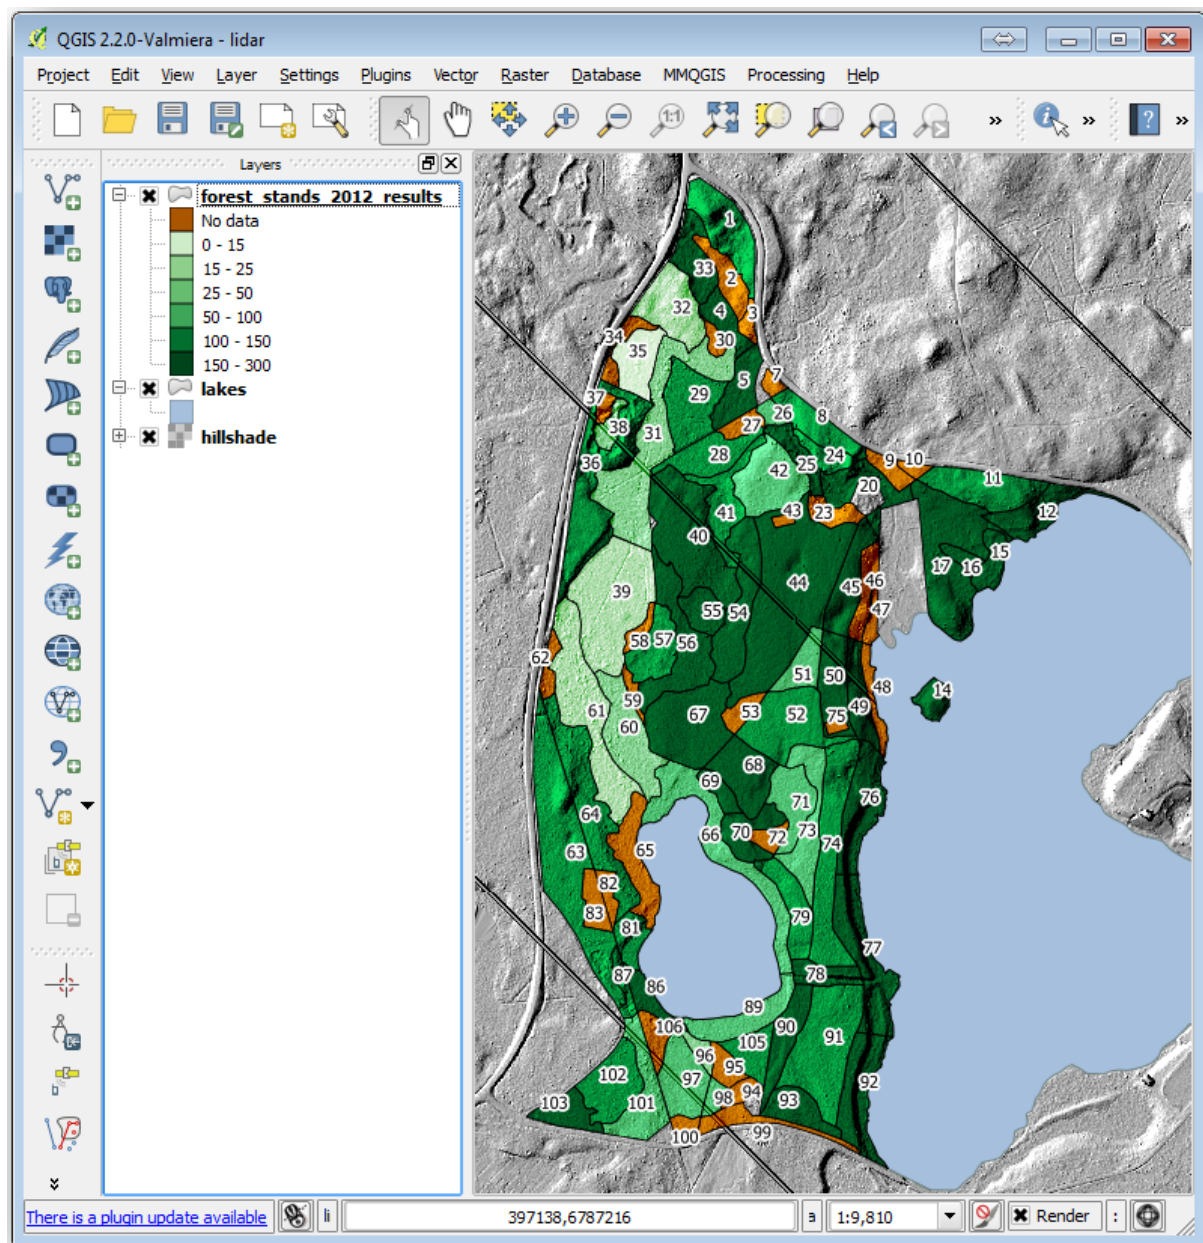 QGIS 2.2.0-Valmiera - lidar
Project Edit View Layer Settings Plugins Vector Raster Database MMQGIS Processing Help
1:1 » i » ? »
Layers
forest_stands_2012_results
No data
0 - 15
15 - 25
25 - 50
50 - 100
100 - 150
150 - 300
lakes
hillshade
1
33 2
32 4 3
34 35 30
5 7
37 29 26 8
38 31 27
36 28 42 25 24 9 10
20 11
41 43 23 12
40 15
44 17 16
39 45 46
55 54 47
58 57 56
62 51 50 48 14
59
61 60 67 53 52 75 49
68
69 71 76
64 66 70 72 73 74
63 65
82
83 81 79
77
87 86 78
89
106 90 91
96 105
102 97 95 92
103 101 98 94 93
100 99
»
There is a plugin update available li 397138,6787216 a 1:9,810 Render :